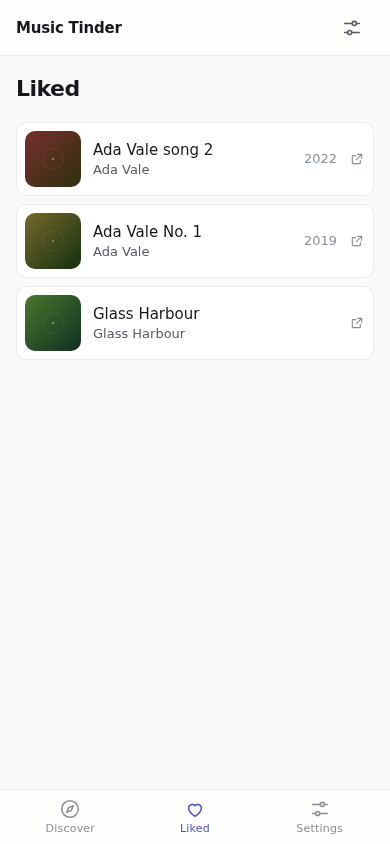 Music Tinder
Liked
Ada Vale song 2
Ada Vale
2022
Ada Vale No. 1
Ada Vale
2019
Glass Harbour
Glass Harbour
Discover
Liked
Settings